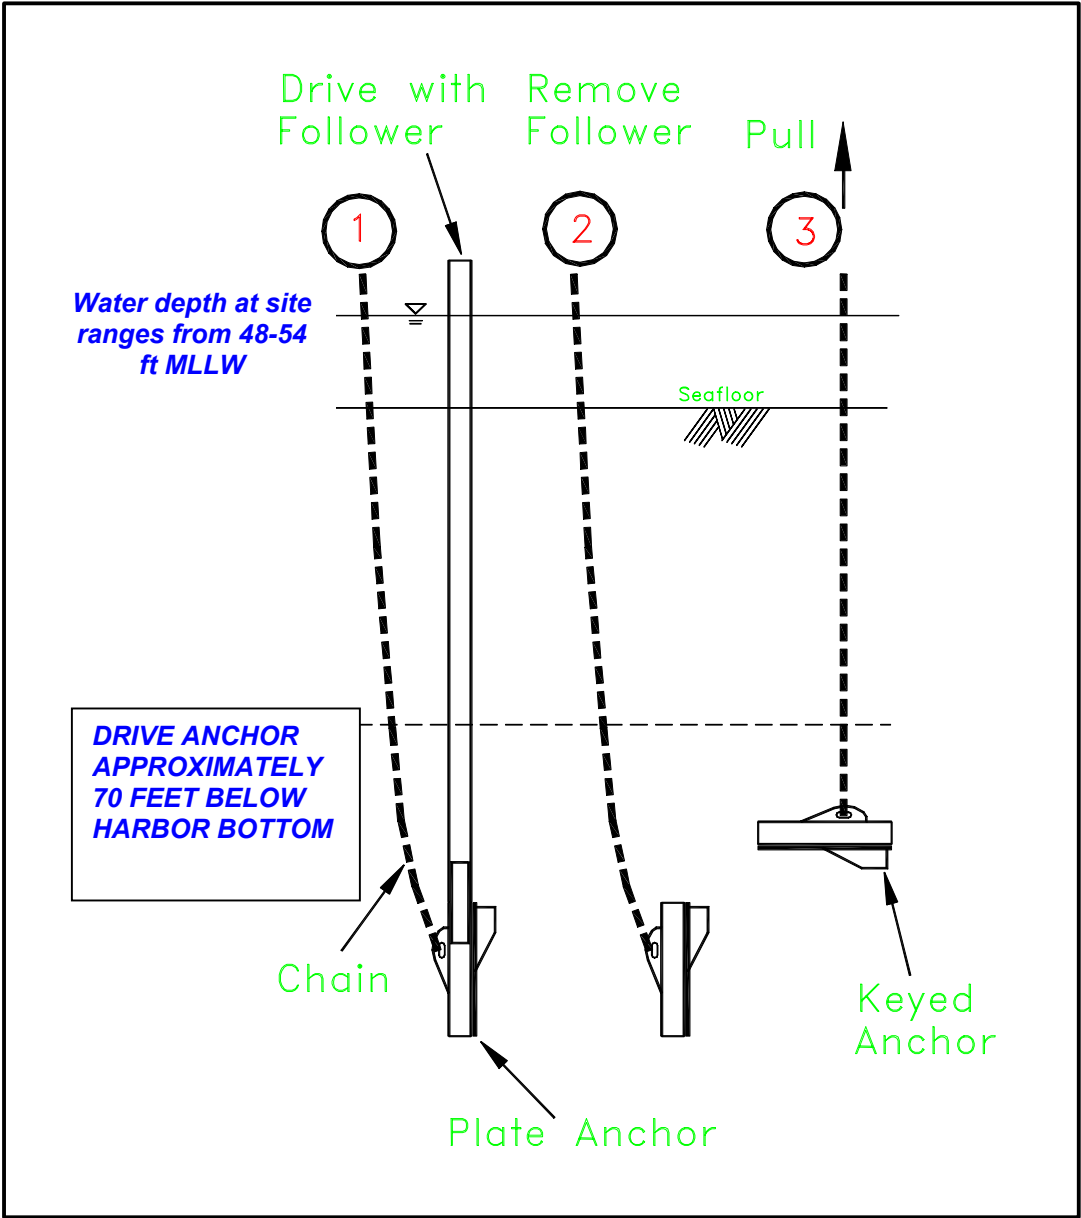 Drive with
Follower
Remove
Follower
Pull
1
2
3
Water depth at site
ranges from 48-54
ft MLLW
Seafloor
DRIVE ANCHOR
APPROXIMATELY
70 FEET BELOW
HARBOR BOTTOM
Chain
Keyed
Anchor
Plate Anchor